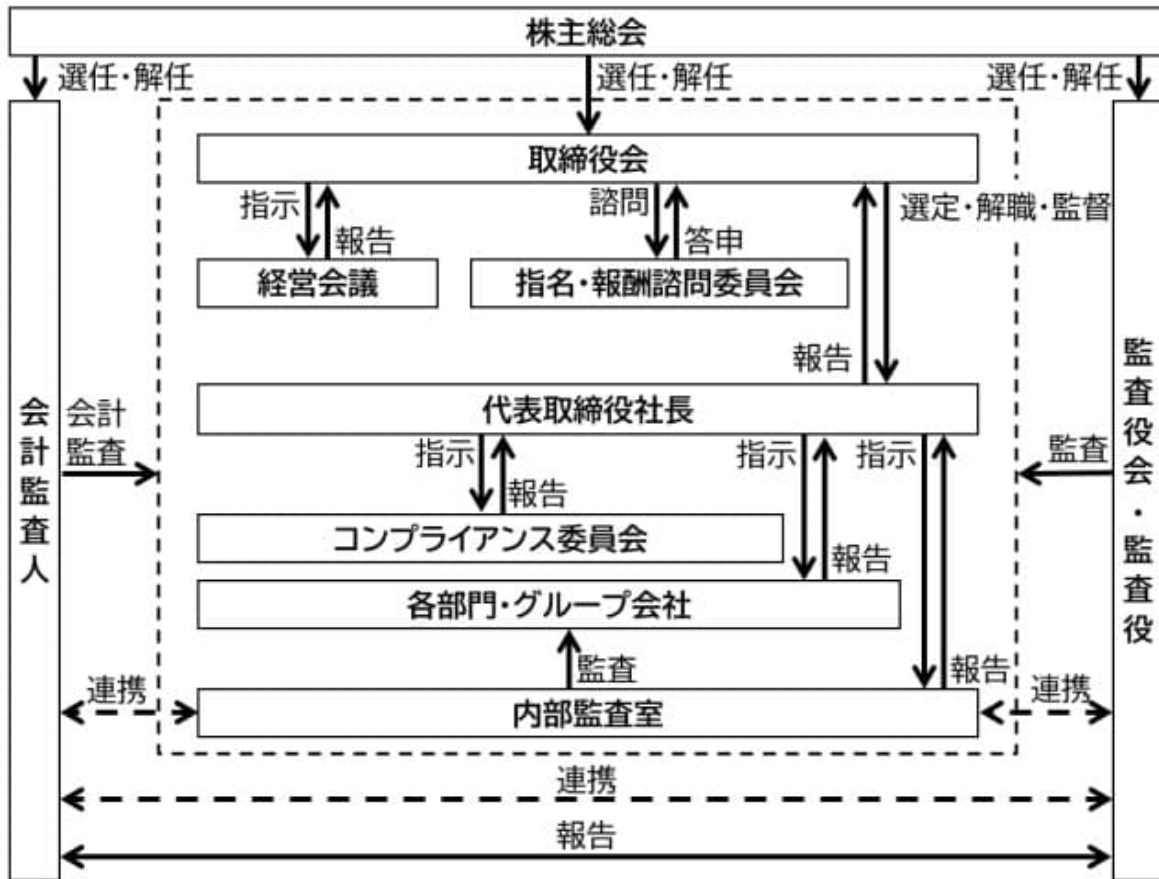 株主総会
選任・解任
選任・解任
選任・解任
取締役会
指示
報告
諮問
答申
選定・解職・監督
経営会議
指名・報酬諮問委員会
報告
代表取締役社長
会計
監査
会計監査人
監査
監査役会・監査役
指示
報告
指示
報告
指示
報告
コンプライアンス委員会
各部門・グループ会社
監査
連携
内部監査室
連携
連携
報告